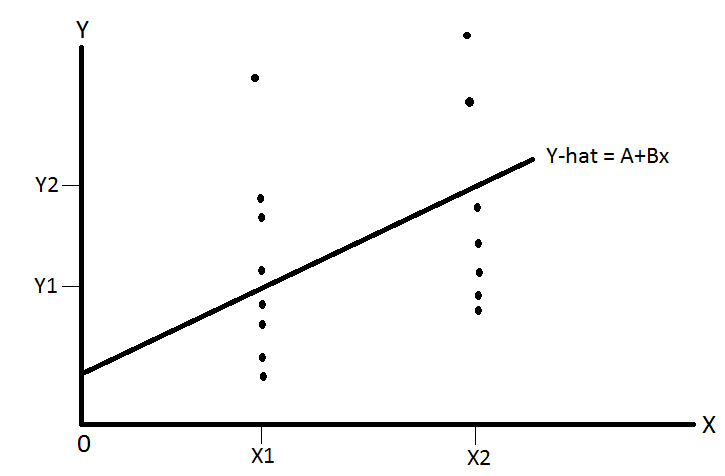 Y
Y-hat = A+Bx
Y2
Y1
X
0
X1
X2